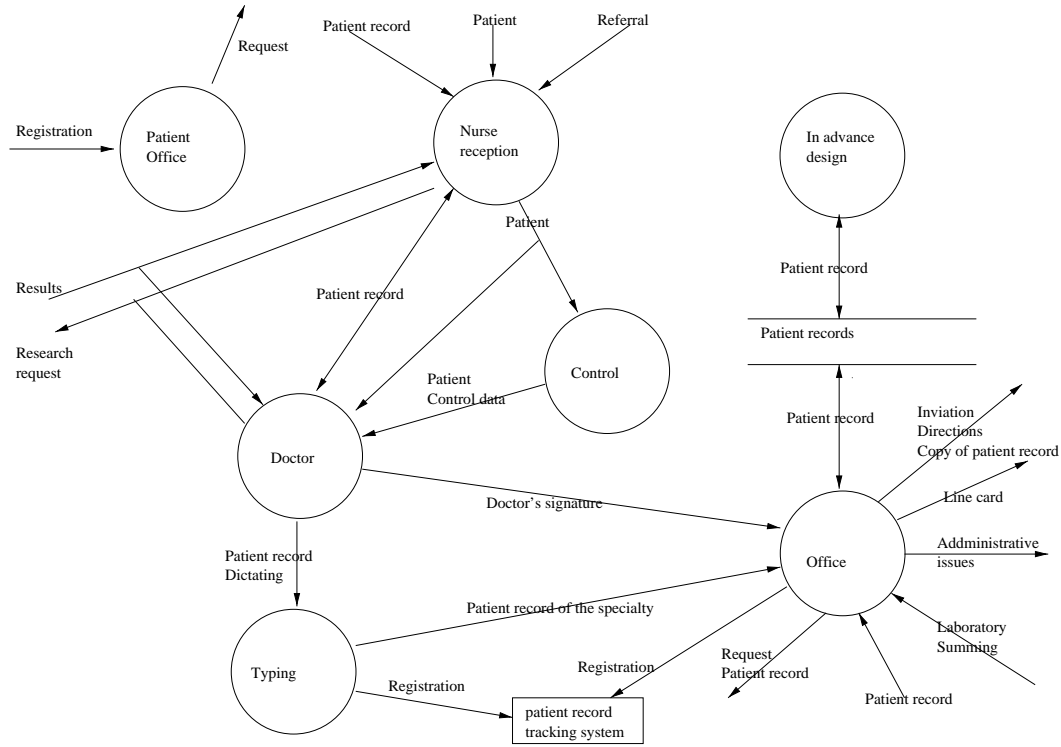 Patient record
Patient
Referral
Request
Registration
Patient
Office
Nurse
reception
In advance
design
Patient
Patient record
Results
Patient record
Research
request
Patient records
Patient
Control data
Control
Patient record
Inviation
Directions
Copy of patient record
Doctor
Line card
Doctor's signature
Addministrative
issues
Office
Patient record
Dictating
Patient record of the specialty
Laboratory
Summing
Typing
Registration
Registration
Request
Patient record
Patient record
patient record
tracking system